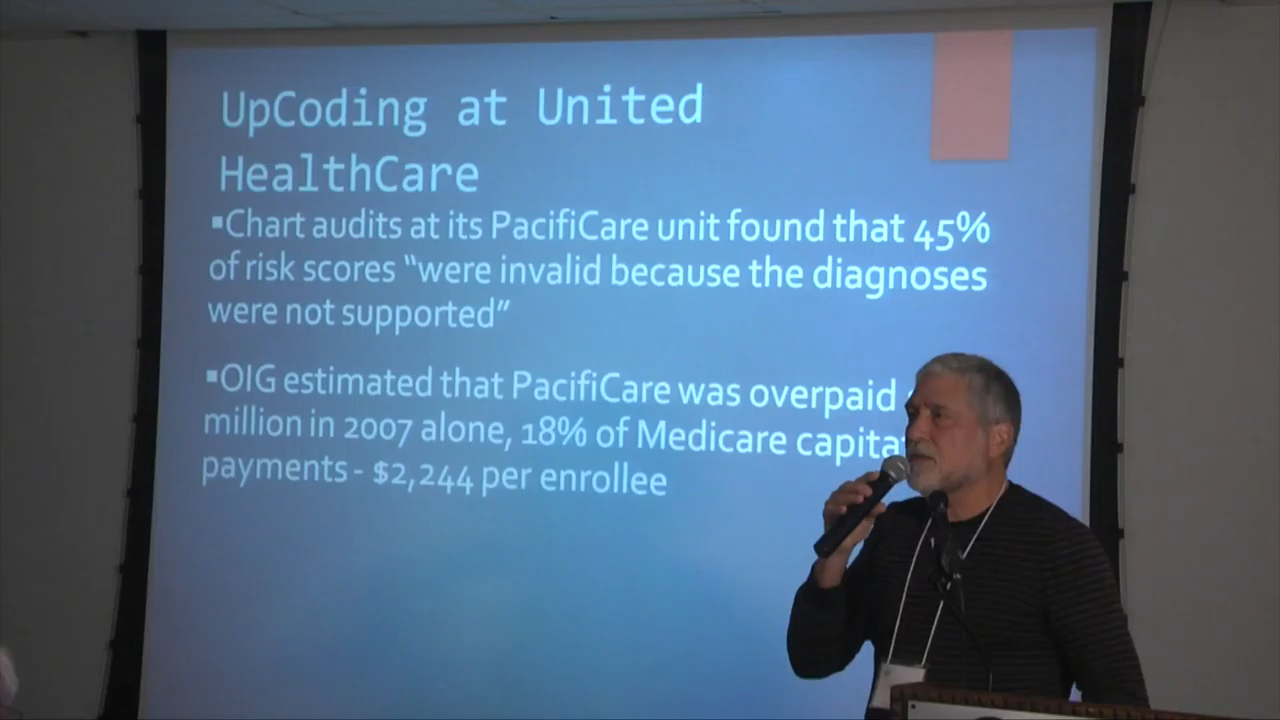 UpCoding at United
HealthCare
▪Chart audits at its PacifiCare unit found that 45%
of risk scores “were invalid because the diagnoses
were not supported”
▪OIG estimated that PacifiCare was overpaid
million in 2007 alone, 18% of Medicare
payments - $2,244 per enrollee